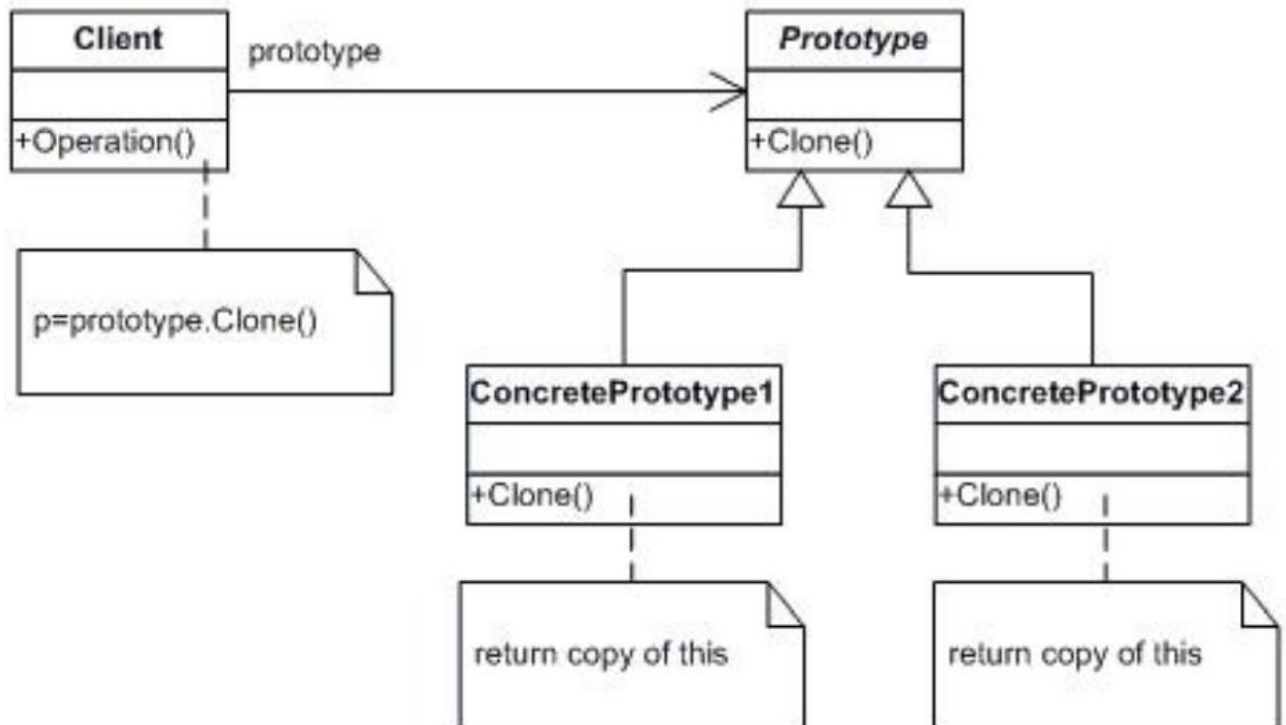 Client
prototype
Prototype
+Operation()
+Clone()
p=prototype.Clone()
ConcretePrototype1
ConcretePrototype2
+Clone()
+Clone()
return copy of this
return copy of this